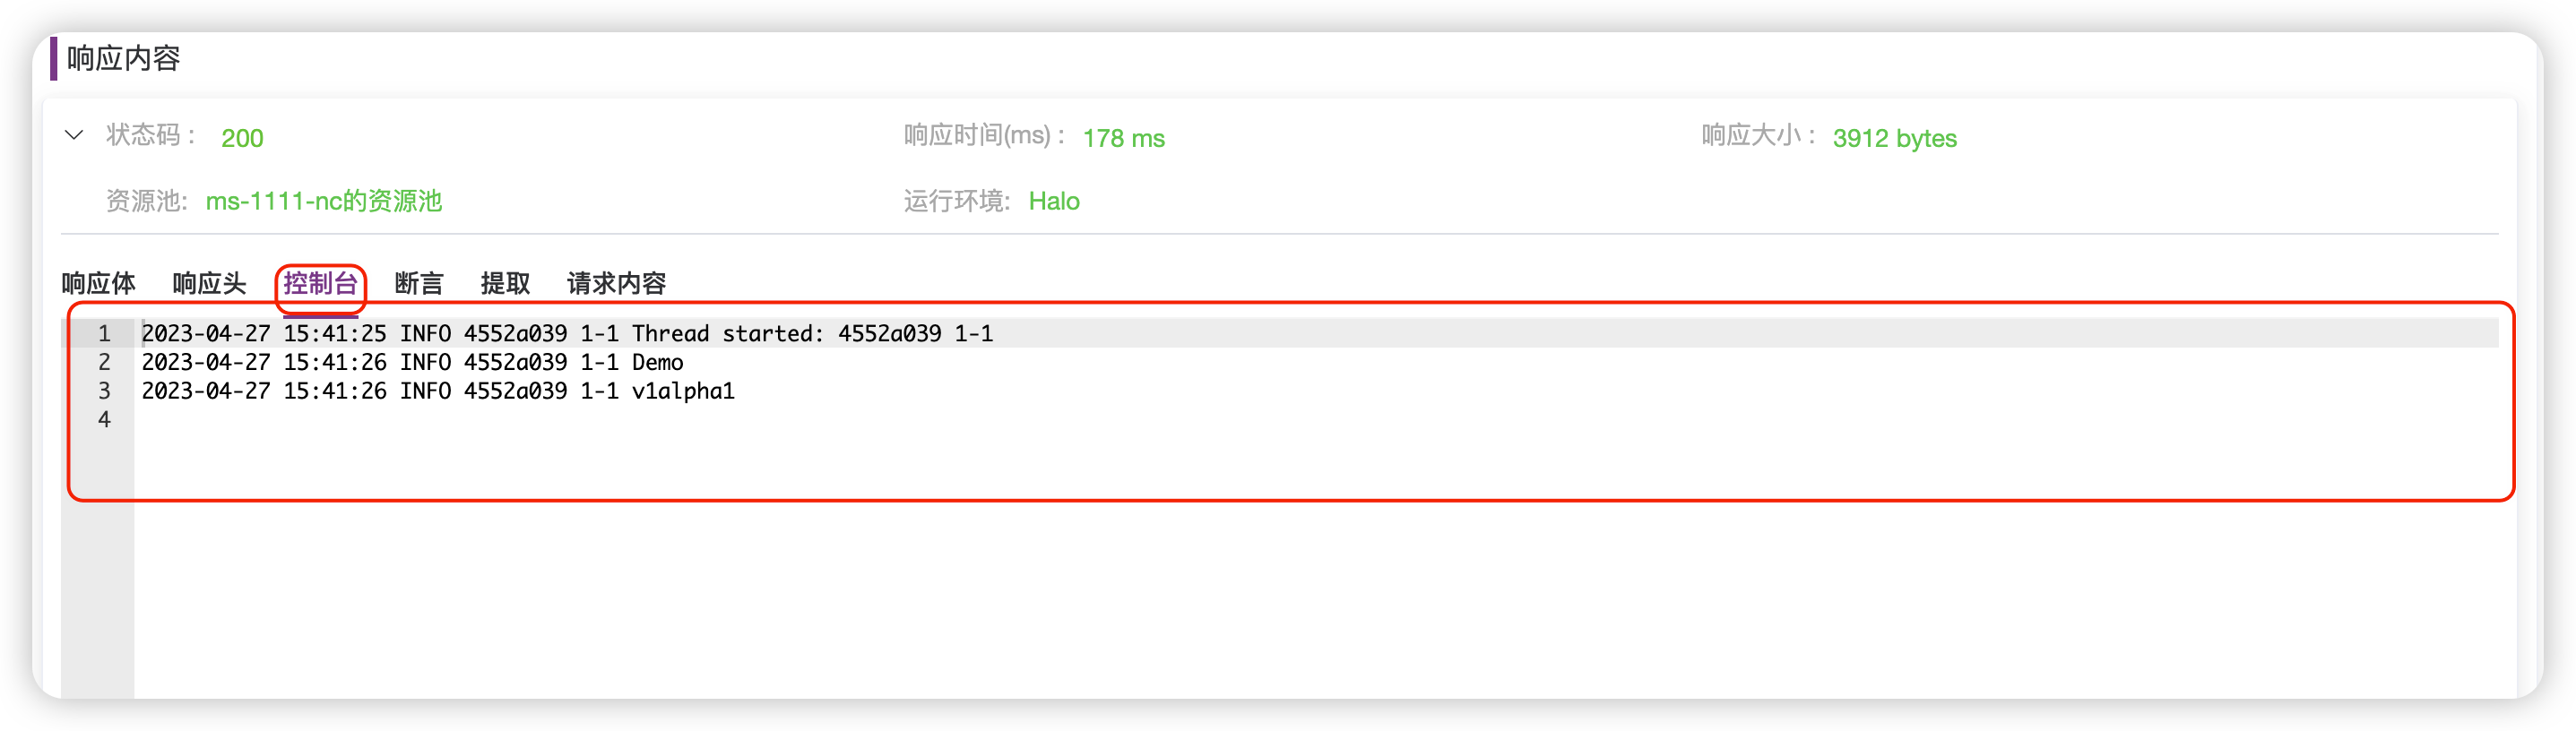 响应内容
状态码： 200 响应时间(ms)： 178 ms 响应大小： 3912 bytes
资源池: ms-1111-nc的资源池 运行环境: Halo
响应体 响应头 控制台 断言 提取 请求内容
1 2023-04-27 15:41:25 INFO 4552a039 1-1 Thread started: 4552a039 1-1
2 2023-04-27 15:41:26 INFO 4552a039 1-1 Demo
3 2023-04-27 15:41:26 INFO 4552a039 1-1 v1alpha1
4